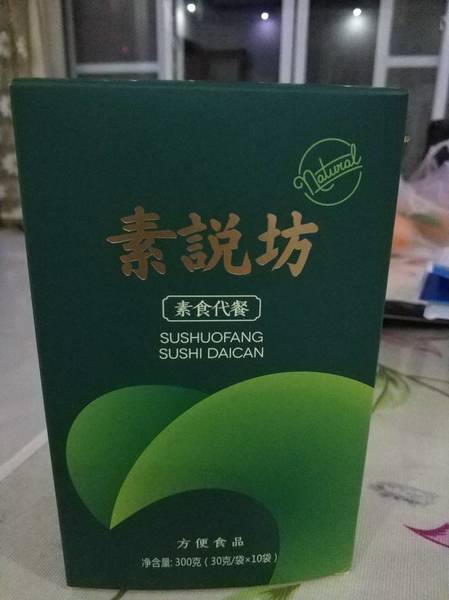 Natural
素說坊
素食代餐
SUSHUOFANG
SUSHI DAICAN
方便食品
净含量:300克(30克/袋×10袋)